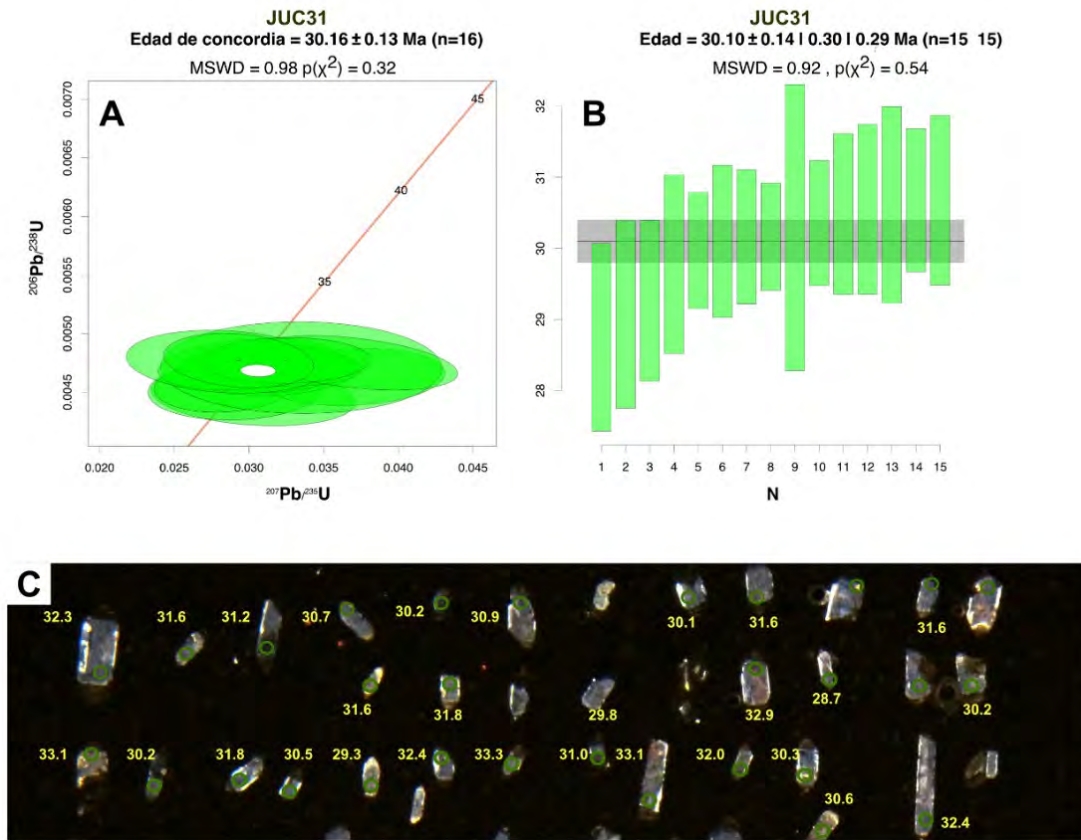 JUC31
Edad de concordia = 30.16 ± 0.13 Ma (n=16)
MSWD = 0.98 p(χ²) = 0.32
A
0.0070
0.0065
0.0060
0.0055
0.0050
0.0045
206Pb/238U
45
40
35
0.020 0.025 0.030 0.035 0.040 0.045
207Pb/235U
JUC31
Edad = 30.10 ± 0.14 I 0.30 I 0.29 Ma (n=15 15)
MSWD = 0.92 , p(χ²) = 0.54
B
32
31
30
29
28
1 2 3 4 5 6 7 8 9 10 11 12 13 14 15
N
C
32.3 31.6 31.2 30.7 30.2 30.9 30.1 31.6 31.6
31.6 31.8 29.8 32.9 28.7 30.2
33.1 30.2 31.8 30.5 29.3 32.4 33.3 31.0 33.1 32.0 30.3
30.6 32.4